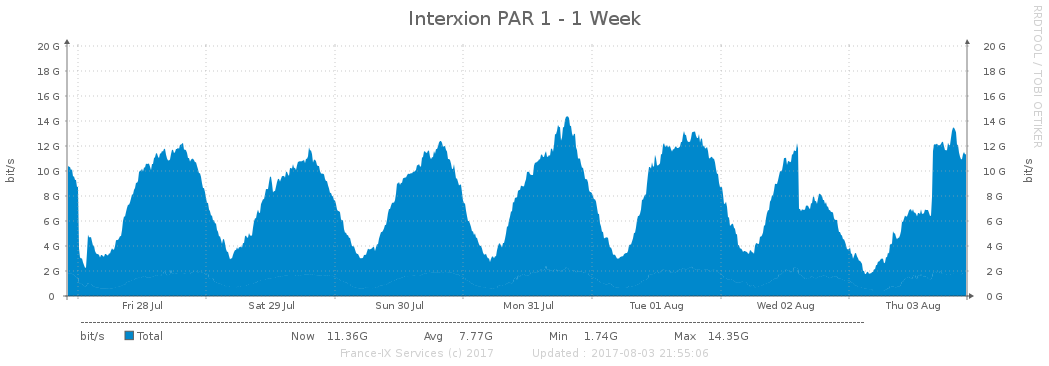 Interxion PAR 1 - 1 Week
RRDTOOL / TOBI OETIKER
20 G 20 G
18 G 18 G
16 G 16 G
14 G 14 G
12 G 12 G
10 G 10 G
8 G 8 G
6 G 6 G
4 G 4 G
2 G 2 G
0 0 G
bit/s bit/s
Fri 28 Jul Sat 29 Jul Sun 30 Jul Mon 31 Jul Tue 01 Aug Wed 02 Aug Thu 03 Aug
bit/s Total Now 11.36G Avg 7.77G Min 1.74G Max 14.35G
France-IX Services (c) 2017 Updated : 2017-08-03 21:55:06